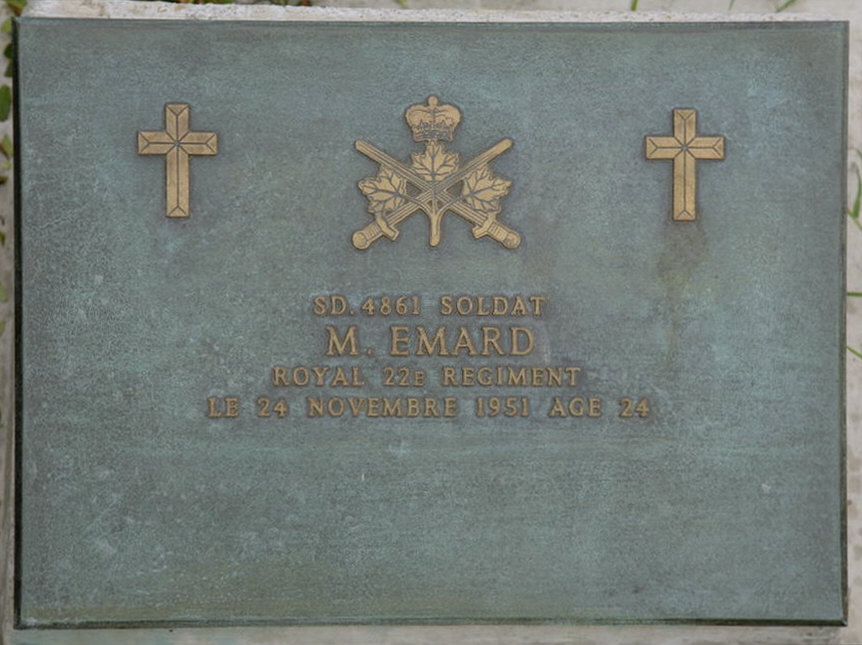 SD. 4861 SOLDAT
M. EMARD
ROYAL 22E REGIMENT
LE 24 NOVEMBRE 1951 AGE 24